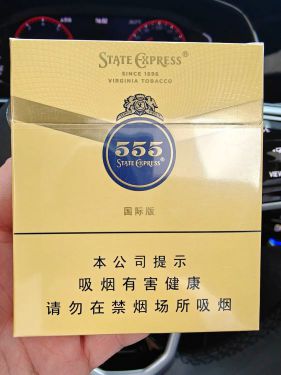 STATE EXPRESS®
SINCE 1896
VIRGINIA TOBACCO
555
STATE EXPRESS®
国际版
本公司提示
吸烟有害健康
请勿在禁烟场所吸烟